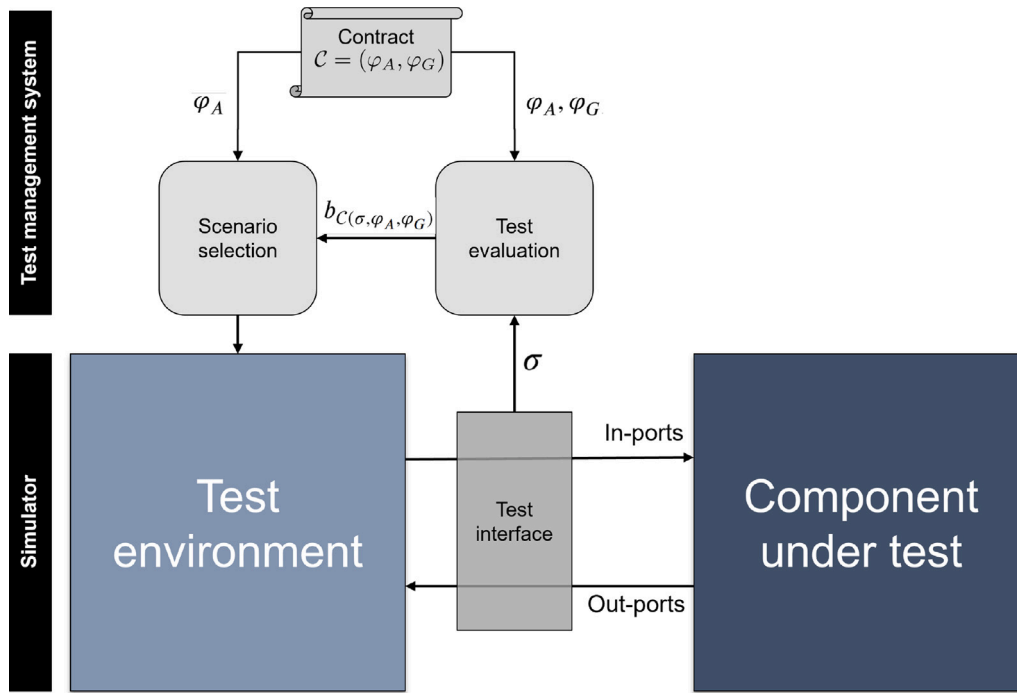 Test management system
Contract
𝒞 = (φ_A, φ_G)
φ_A
φ_A, φ_G
Scenario
selection
b_𝒞(σ,φ_A,φ_G)
Test
evaluation
σ
Simulator
Test
environment
Test
interface
In-ports
Out-ports
Component
under test